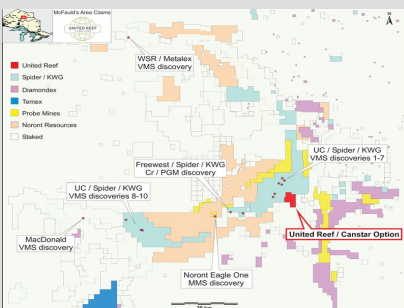 McFauld's Area Claims
UNITED REEF
United Reef
Spider / KWG
Diamondex
Temex
Probe Mines
Noront Resources
Staked
WSR / Metalex
VMS discovery
Freewest / Spider / KWG
Cr / PGM discovery
UC / Spider / KWG
VMS discoveries 1-7
UC / Spider / KWG
VMS discoveries 8-10
United Reef / Canstar Option
MacDonald
VMS discovery
Noront Eagle One
MMS discovery